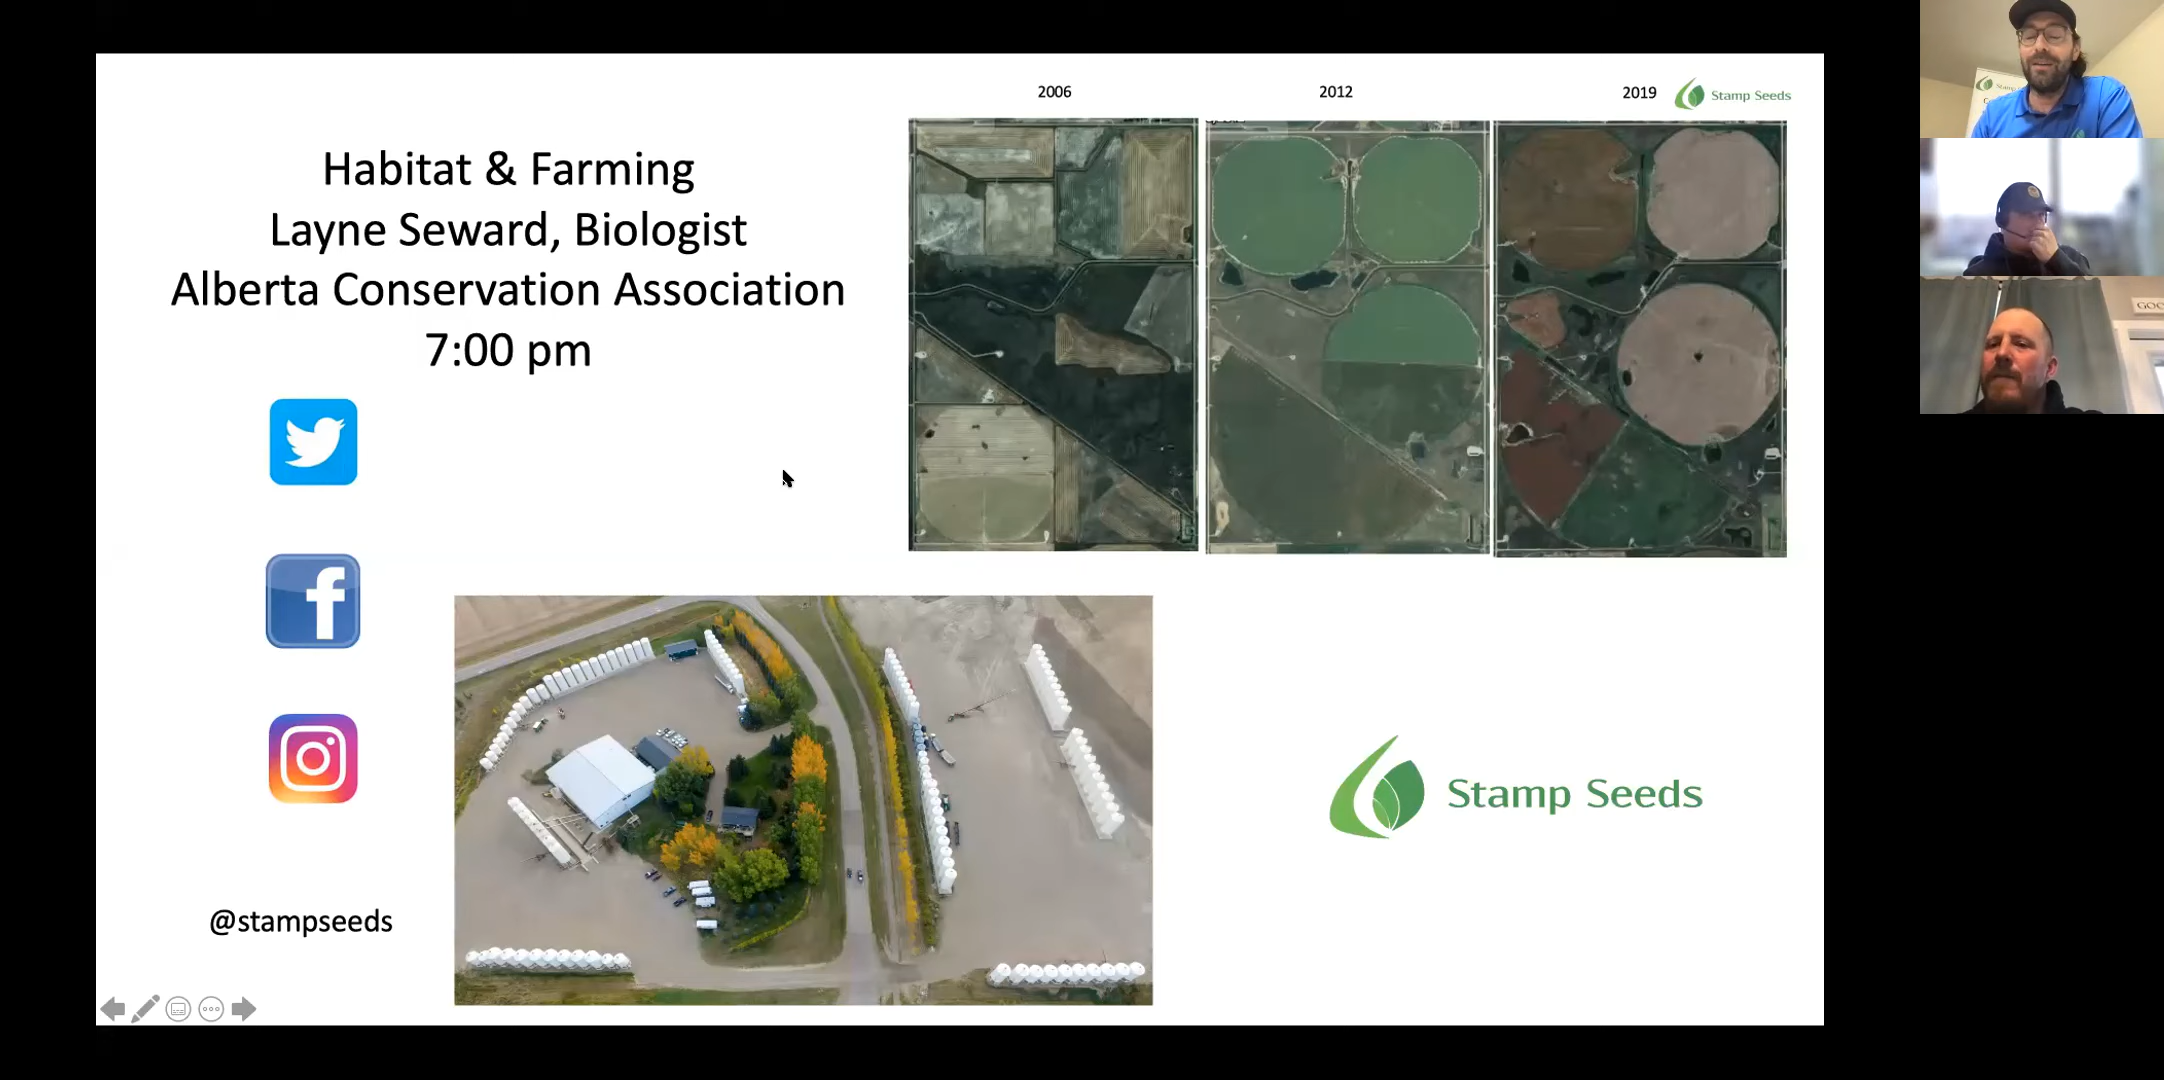 Habitat & Farming
Layne Seward, Biologist
Alberta Conservation Association
7:00 pm
2006
2012
2019
Stamp Seeds
@stampseeds
Stamp Seeds